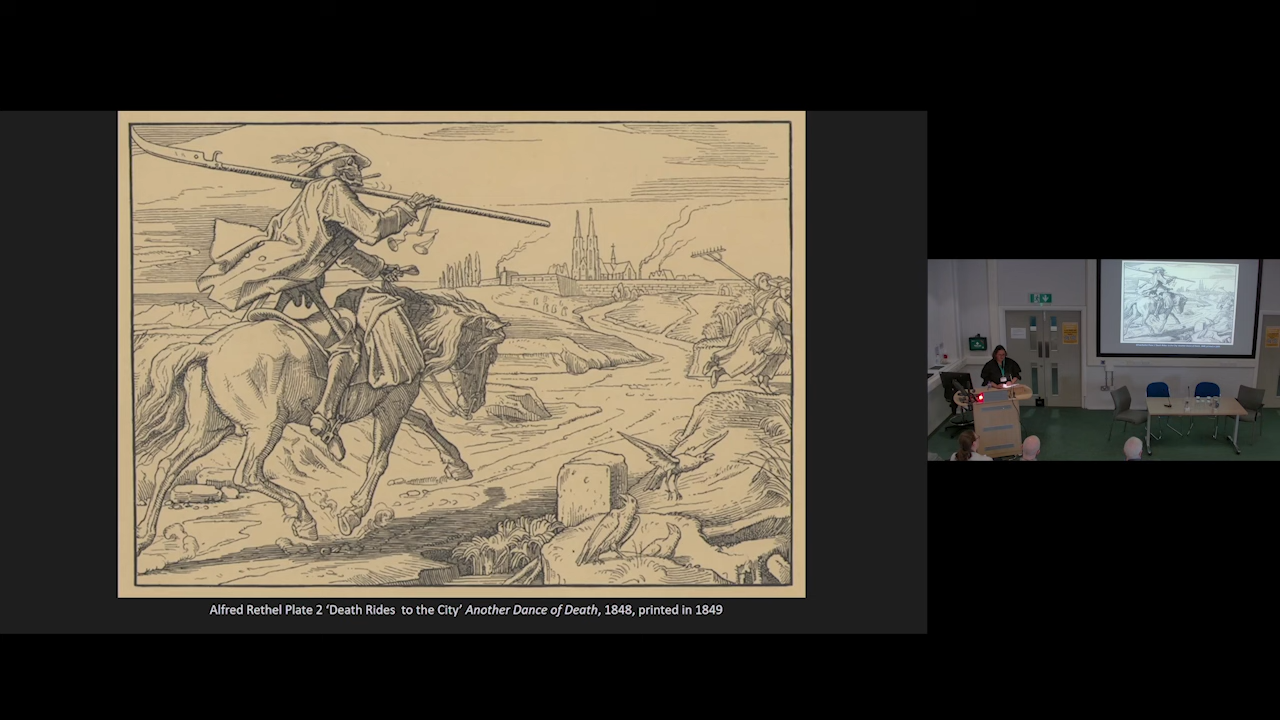 Alfred Rethel Plate 2 ‘Death Rides  to the City’ Another Dance of Death, 1848, printed in 1849